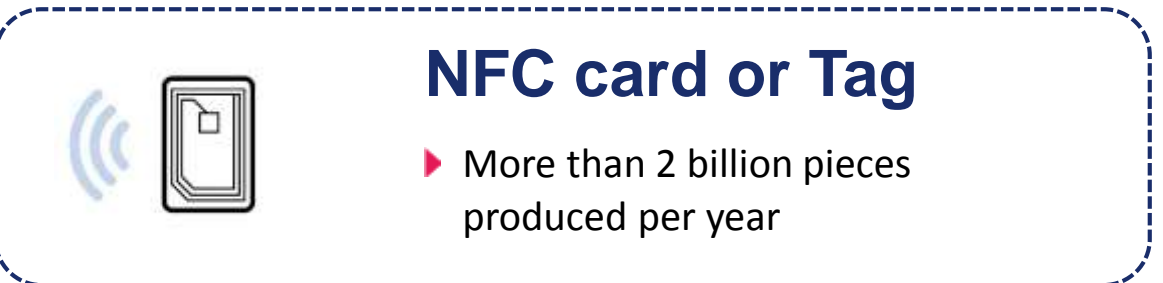 NFC card or Tag
More than 2 billion pieces
produced per year